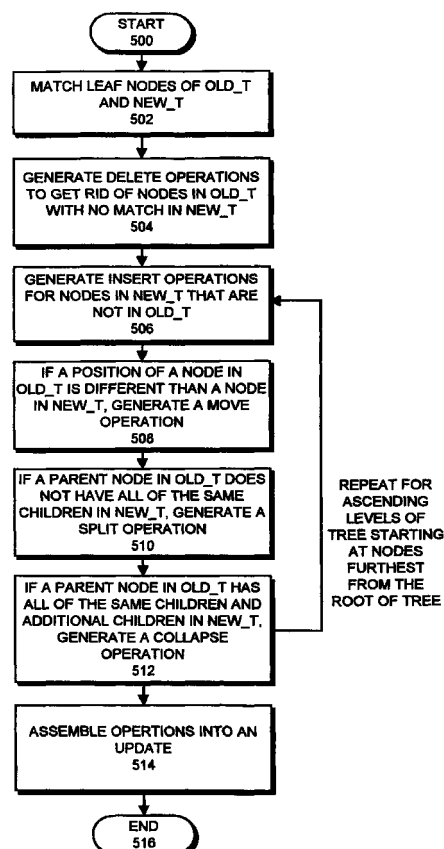 START
500
MATCH LEAF NODES OF OLD_T
AND NEW_T
502
GENERATE DELETE OPERATIONS
TO GET RID OF NODES IN OLD_T
WITH NO MATCH IN NEW_T
504
GENERATE INSERT OPERATIONS
FOR NODES IN NEW_T THAT ARE
NOT IN OLD_T
506
IF A POSITION OF A NODE IN
OLD_T IS DIFFERENT THAN A NODE
IN NEW_T, GENERATE A MOVE
OPERATION
508
IF A PARENT NODE IN OLD_T DOES
NOT HAVE ALL OF THE SAME
CHILDREN IN NEW_T, GENERATE A
SPLIT OPERATION
510
IF A PARENT NODE IN OLD_T HAS
ALL OF THE SAME CHILDREN AND
ADDITIONAL CHILDREN IN NEW_T,
GENERATE A COLLAPSE
OPERATION
512
REPEAT FOR
ASCENDING
LEVELS OF
TREE STARTING
AT NODES
FURTHEST
FROM THE
ROOT OF TREE
ASSEMBLE OPERTIONS INTO AN
UPDATE
514
END
516